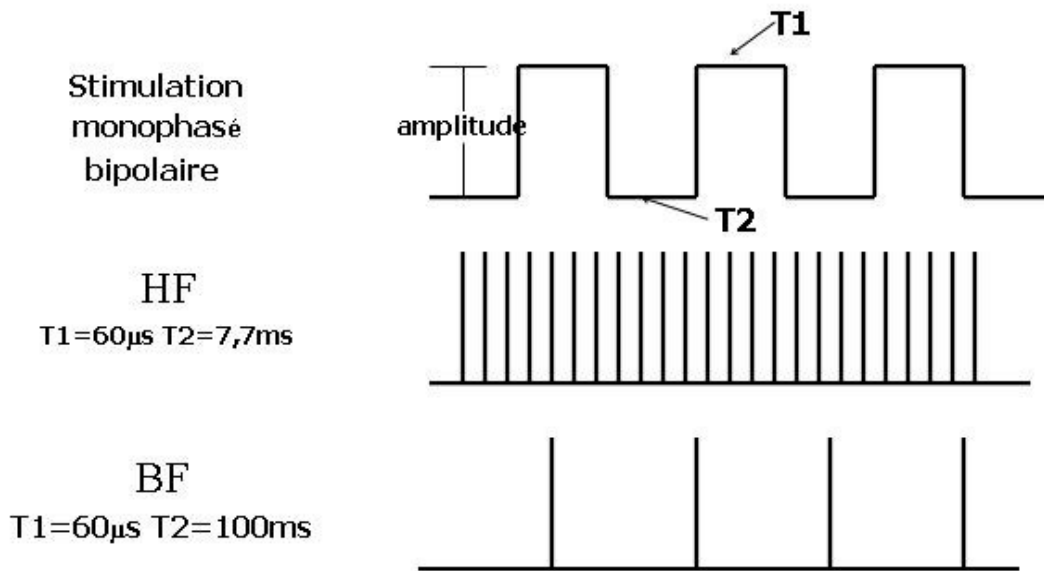 T1
Stimulation
monophasé
bipolaire
amplitude
T2
HF
T1=60µs T2=7,7ms
BF
T1=60µs T2=100ms